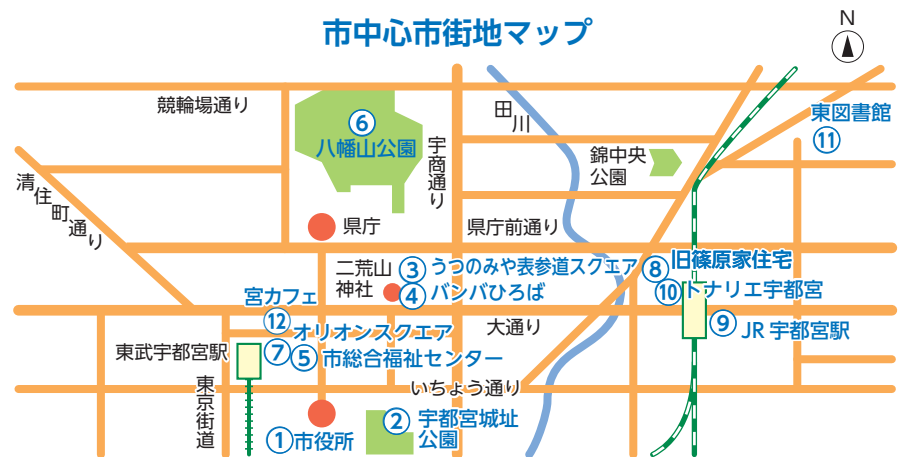 市中心市街地マップ
N
競輪場通り
田川
東図書館
⑪
⑥
八幡山公園
宇商通り
錦中央
公園
清住町通り
県庁
県庁前通り
二荒山
神社
③うつのみや表参道スクエア
④バンバひろば
⑧旧篠原家住宅
⑩トナリエ宇都宮
宮カフェ
⑫
オリオンスクエア
大通り
⑨JR宇都宮駅
東武宇都宮駅
⑦⑤市総合福祉センター
東京街道
いちょう通り
①市役所
②宇都宮城址
公園